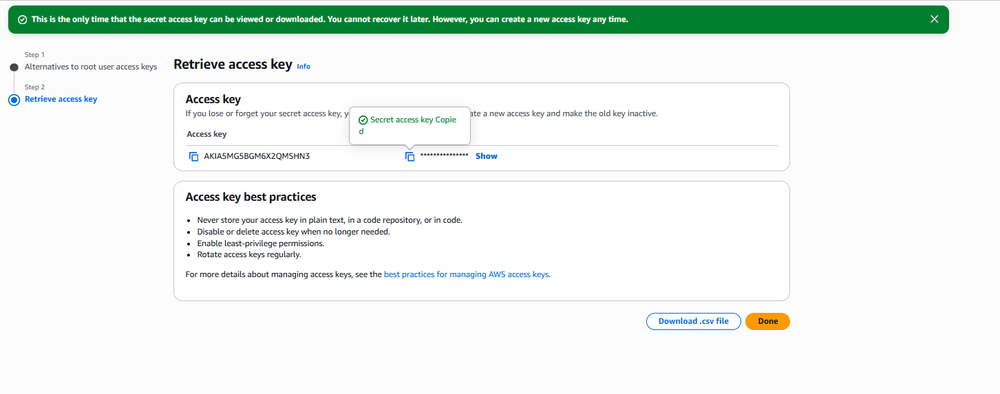 This is the only time that the secret access key can be viewed or downloaded. You cannot recover it later. However, you can create a new access key any time.
Step 1
Alternatives to root user access keys
Step 2
Retrieve access key
Retrieve access key Info
Access key
If you lose or forget your secret access key, y ate a new access key and make the old key inactive.
Secret access key Copie
d
Access key
AKIA5MG5BGM6X2QMSHN3 *************** Show
Access key best practices
Never store your access key in plain text, in a code repository, or in code.
Disable or delete access key when no longer needed.
Enable least-privilege permissions.
Rotate access keys regularly.
For more details about managing access keys, see the best practices for managing AWS access keys.
Download .csv file Done